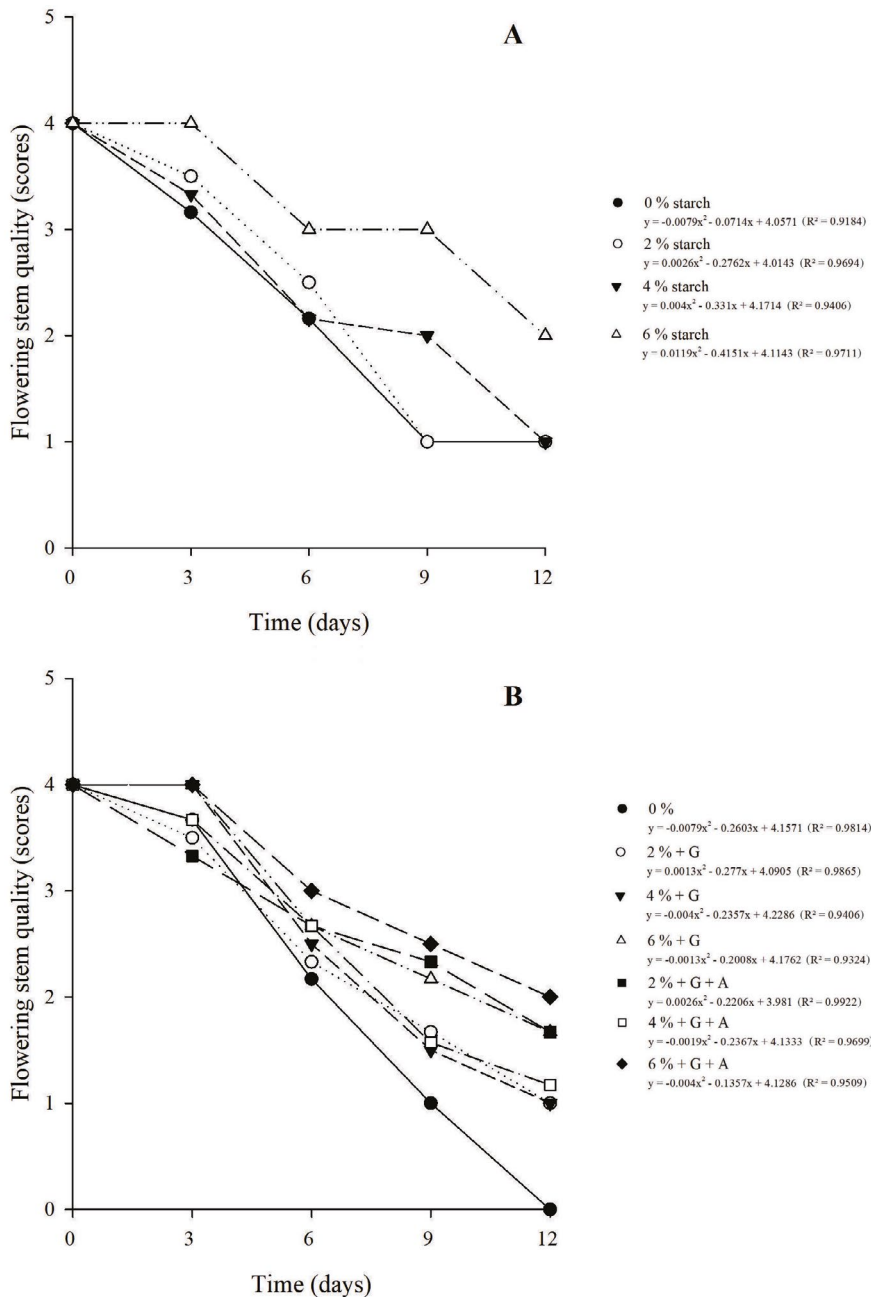 A
5
4
3
2
1
0
Flowering stem quality (scores)
0 3 6 9 12
Time (days)
0 % starch
y = -0.0079x² - 0.0714x + 4.0571 (R² = 0.9184)
2 % starch
y = 0.0026x² - 0.2762x + 4.0143 (R² = 0.9694)
4 % starch
y = 0.004x² - 0.331x + 4.1714 (R² = 0.9406)
6 % starch
y = 0.0119x² - 0.4151x + 4.1143 (R² = 0.9711)
B
5
4
3
2
1
0
Flowering stem quality (scores)
0 3 6 9 12
Time (days)
0 %
y = -0.0079x² - 0.2603x + 4.1571 (R² = 0.9814)
2 % + G
y = 0.0013x² - 0.277x + 4.0905 (R² = 0.9865)
4 % + G
y = -0.004x² - 0.2357x + 4.2286 (R² = 0.9406)
6 % + G
y = -0.0013x² - 0.2008x + 4.1762 (R² = 0.9324)
2 % + G + A
y = 0.0026x² - 0.2206x + 3.981 (R² = 0.9922)
4 % + G + A
y = -0.0019x² - 0.2367x + 4.1333 (R² = 0.9699)
6 % + G + A
y = -0.004x² - 0.1357x + 4.1286 (R² = 0.9509)